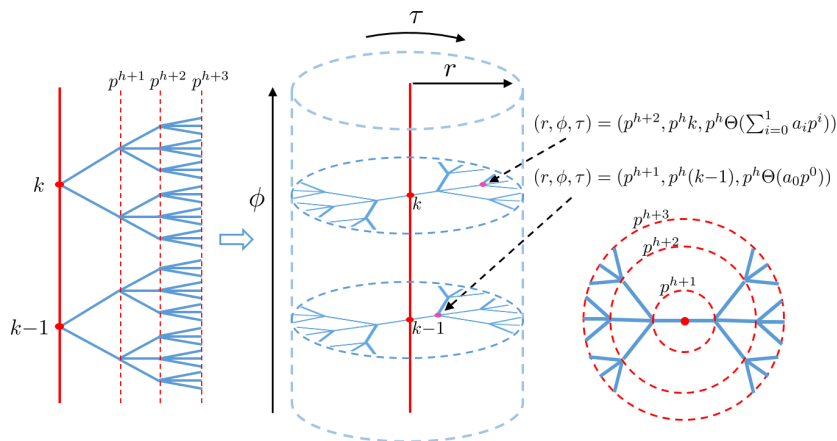 p^{h+1} p^{h+2} p^{h+3}
k
k−1
τ
r
ϕ
k
k−1
(r, ϕ, τ) = (p^{h+2}, p^h k, p^h Θ(∑_{i=0}^{1} a_i p^i))
(r, ϕ, τ) = (p^{h+1}, p^h(k−1), p^h Θ(a_0 p^0))
p^{h+3}
p^{h+2}
p^{h+1}